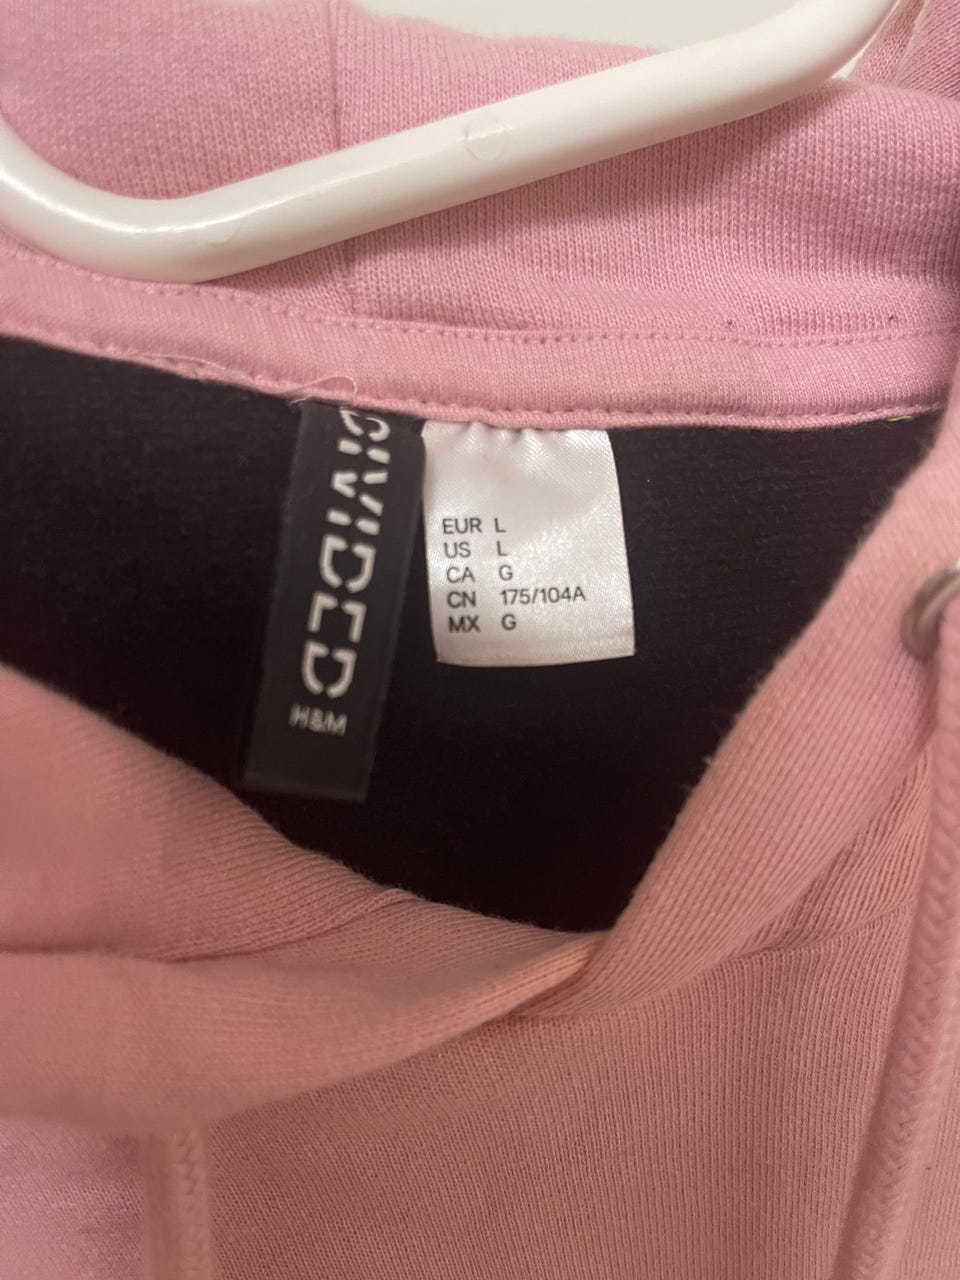 DIVIDED
H&M
EUR L
US L
CA G
CN 175/104A
MX G